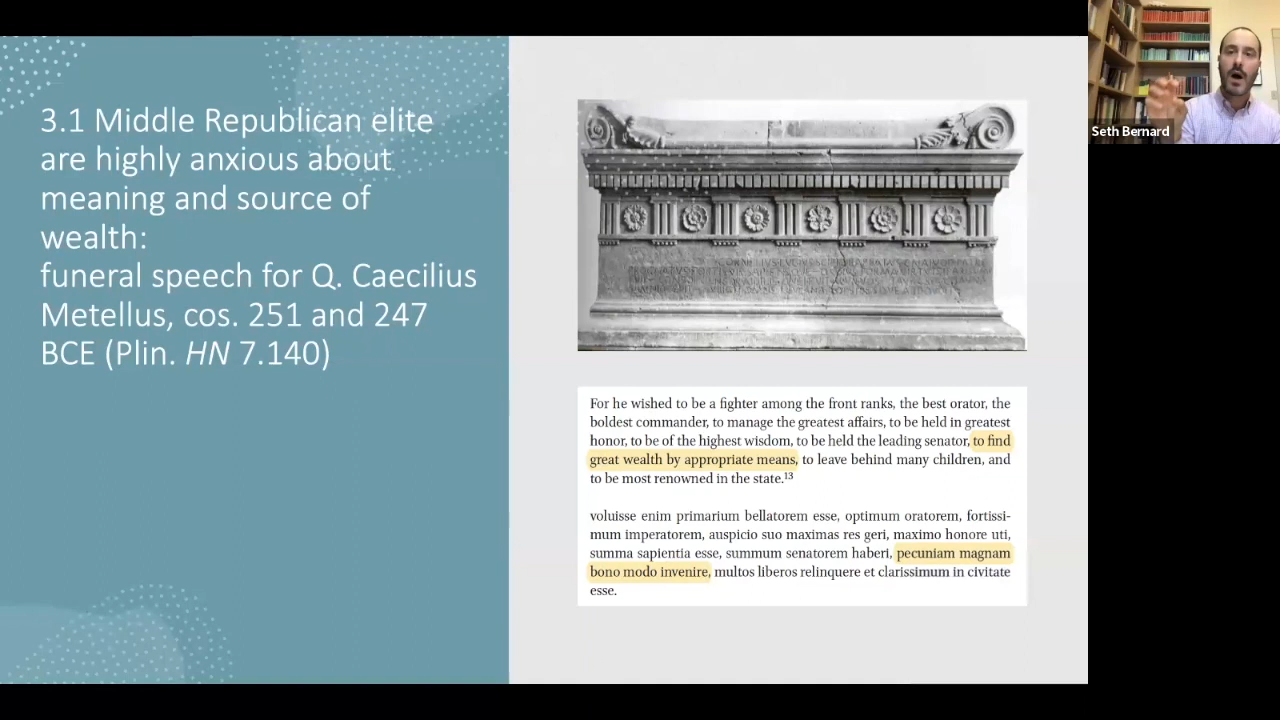 3.1 Middle Republican elite
are highly anxious about
meaning and source of
wealth:
funeral speech for Q. Caecilius
Metellus, cos. 251 and 247
BCE (Plin. HN 7.140)
For he wished to be a fighter among the front ranks, the best orator, the
boldest commander, to manage the greatest affairs, to be held in greatest
honor, to be of the highest wisdom, to be held the leading senator, to find
great wealth by appropriate means, to leave behind many children, and
to be most renowned in the state.¹³
voluisse enim primarium bellatorem esse, optimum oratorem, fortissi-
mum imperatorem, auspicio suo maximas res geri, maximo honore uti,
summa sapientia esse, summum senatorem haberi, pecuniam magnam
bono modo invenire, multos liberos relinquere et clarissimum in civitate
esse.
Seth Bernard